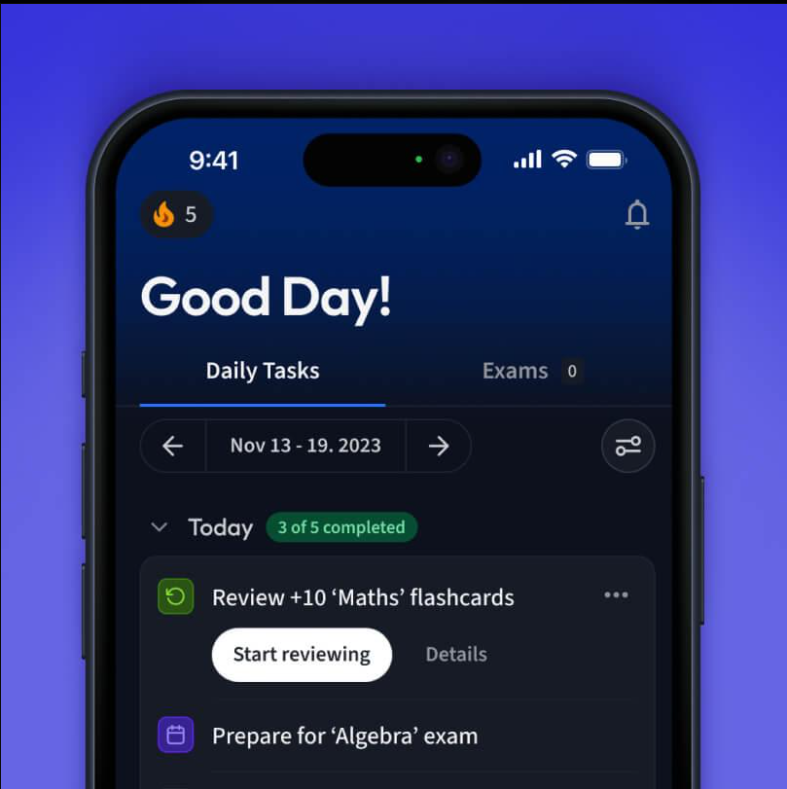 9:41
5
Good Day!
Daily Tasks Exams 0
Nov 13 - 19. 2023
Today 3 of 5 completed
Review +10 ‘Maths’ flashcards
Start reviewing Details
Prepare for ‘Algebra’ exam